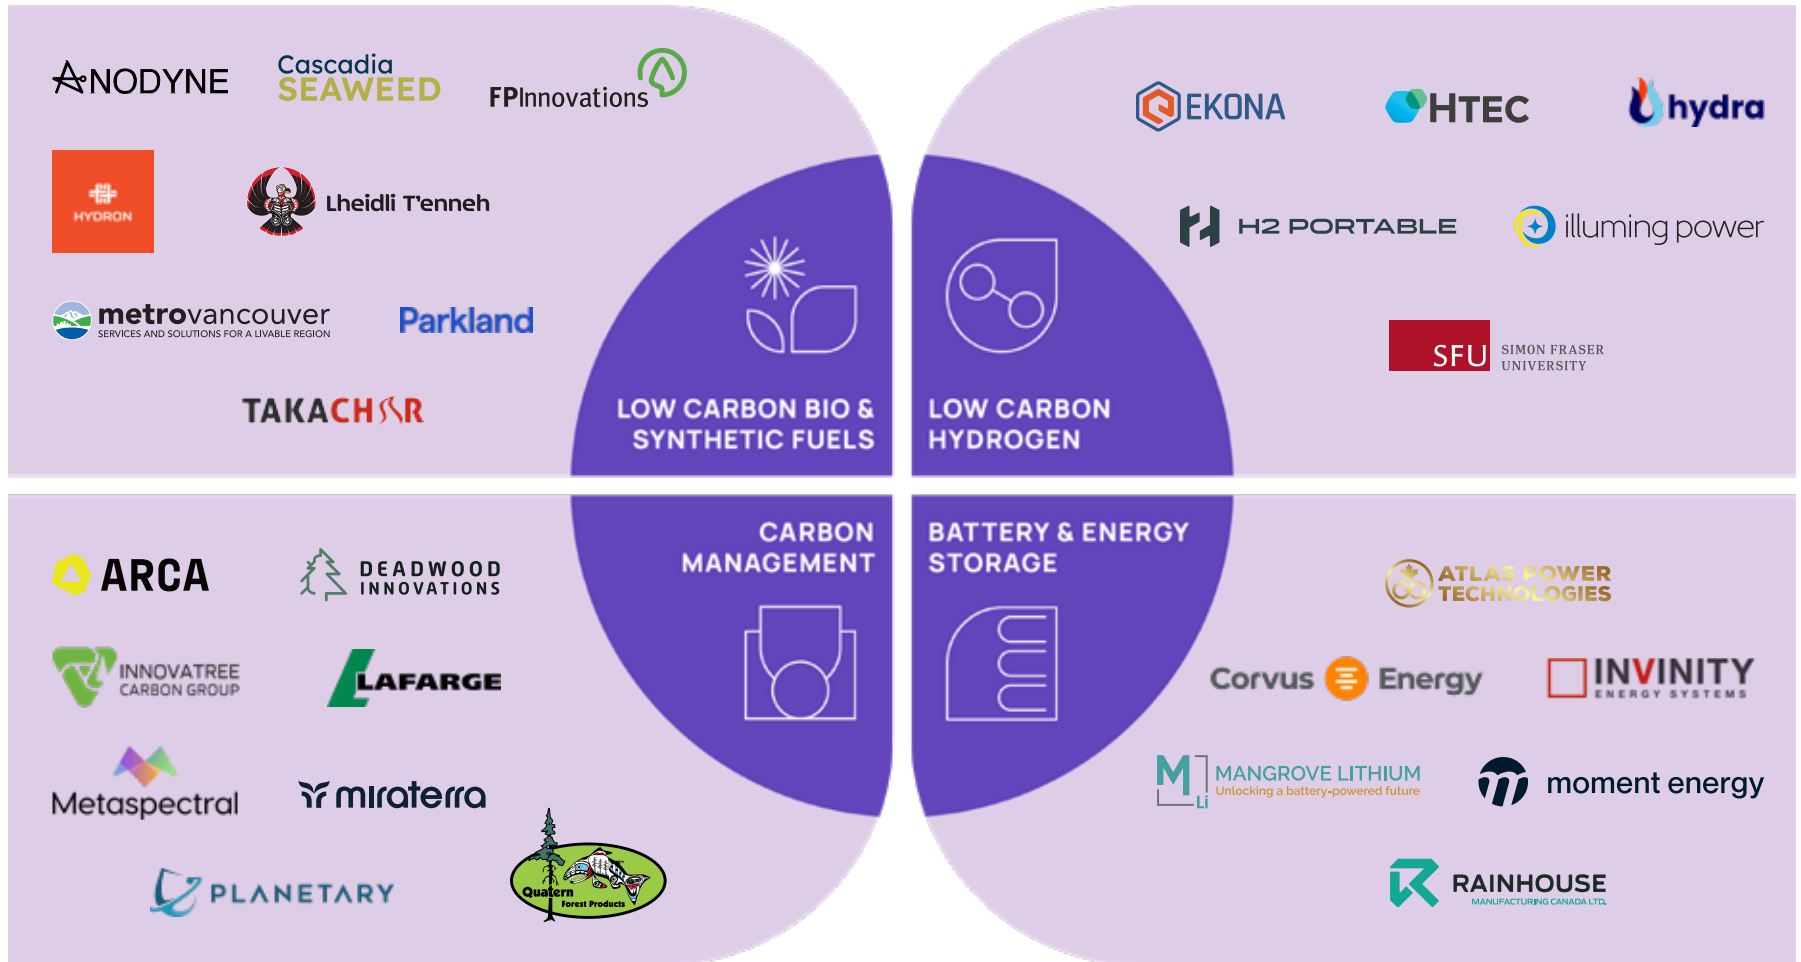 ANODYNE
Cascadia
SEAWEED
FPInnovations
HYDRON
Lheidli T'enneh
metrovancouver
SERVICES AND SOLUTIONS FOR A LIVABLE REGION
Parkland
TAKACHAR
LOW CARBON BIO &
SYNTHETIC FUELS
EKONA
HTEC
hydra
H2 PORTABLE
illuming power
SFU
SIMON FRASER
UNIVERSITY
LOW CARBON
HYDROGEN
CARBON
MANAGEMENT
ARCA
DEADWOOD
INNOVATIONS
INNOVATREE
CARBON GROUP
LAFARGE
Metaspectral
miraterra
PLANETARY
Quatern
Forest Products
BATTERY & ENERGY
STORAGE
ATLAS POWER
TECHNOLOGIES
Corvus Energy
INVINITY
ENERGY SYSTEMS
M
Li
MANGROVE LITHIUM
Unlocking a battery-powered future
m
moment energy
RAINHOUSE
MANUFACTURING CANADA LTD.